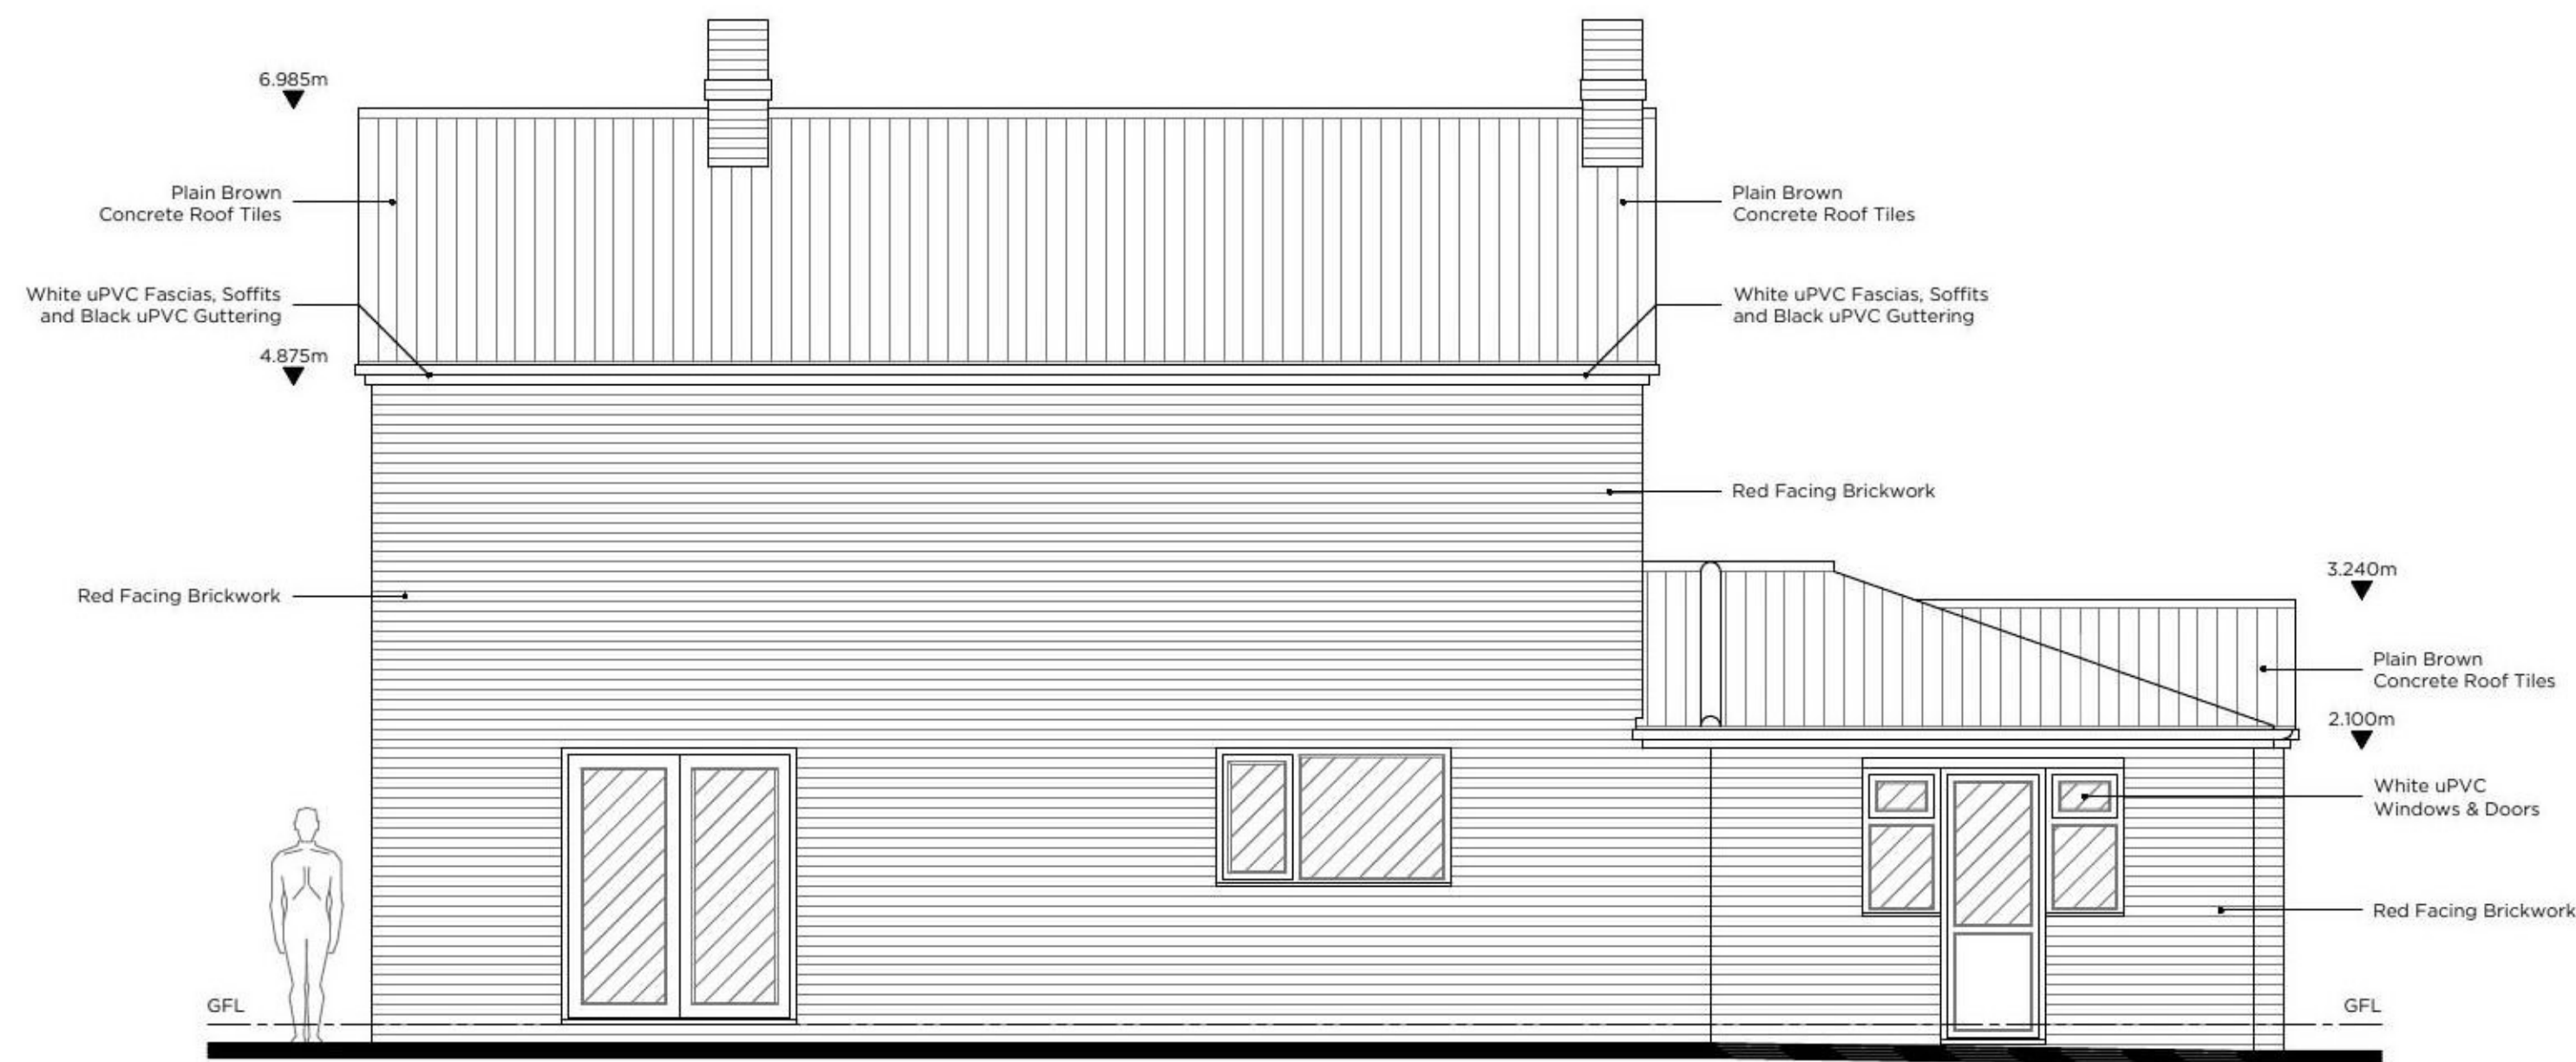 6.985m
Plain Brown
Concrete Roof Tiles
White uPVC Fascias, Soffits
and Black uPVC Guttering
4.875m
Red Facing Brickwork
GFL
Plain Brown
Concrete Roof Tiles
White uPVC Fascias, Soffits
and Black uPVC Guttering
Red Facing Brickwork
3.240m
Plain Brown
Concrete Roof Tiles
2.100m
White uPVC
Windows & Doors
Red Facing Brickwork
GFL